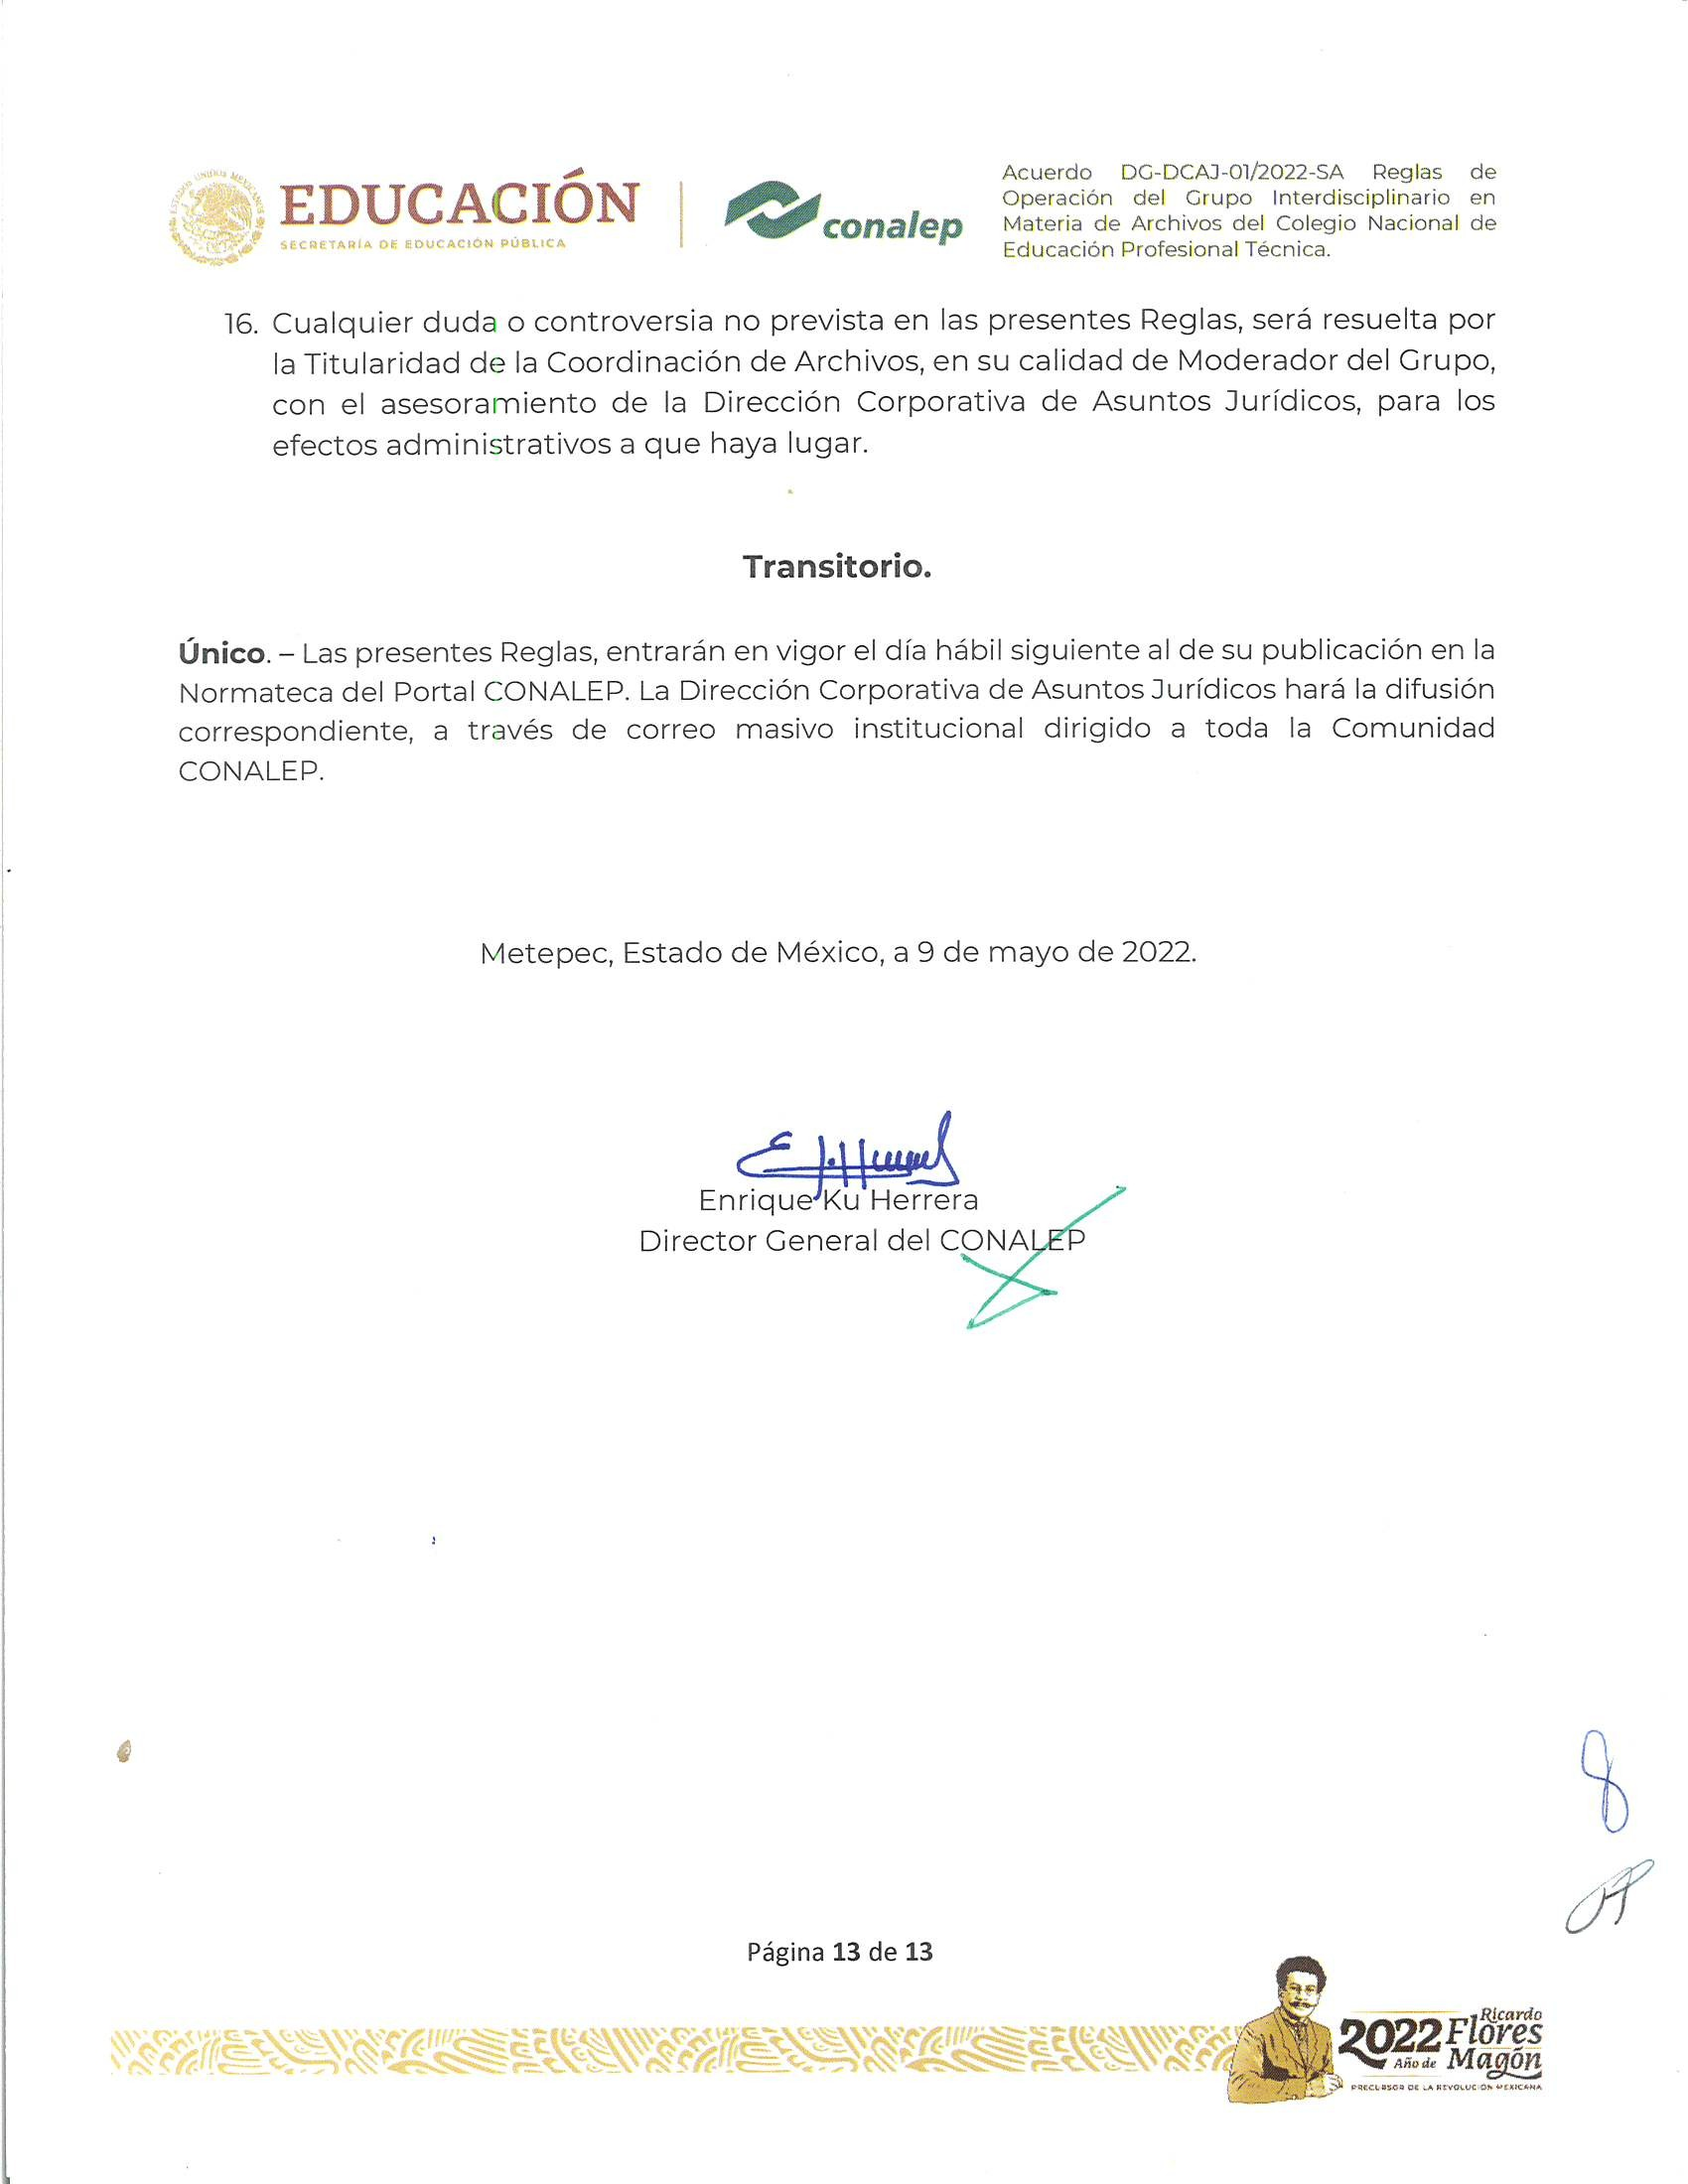 ESTADOS UNIDOS MEXICANOS
EDUCACIÓN
SECRETARÍA DE EDUCACIÓN PÚBLICA
conalep
Acuerdo DG-DCAJ-01/2022-SA Reglas de
Operación del Grupo Interdisciplinario en
Materia de Archivos del Colegio Nacional de
Educación Profesional Técnica.
16. Cualquier duda o controversia no prevista en las presentes Reglas, será resuelta por
la Titularidad de la Coordinación de Archivos, en su calidad de Moderador del Grupo,
con el asesoramiento de la Dirección Corporativa de Asuntos Jurídicos, para los
efectos administrativos a que haya lugar.
Transitorio.
Único. – Las presentes Reglas, entrarán en vigor el día hábil siguiente al de su publicación en la
Normateca del Portal CONALEP. La Dirección Corporativa de Asuntos Jurídicos hará la difusión
correspondiente, a través de correo masivo institucional dirigido a toda la Comunidad
CONALEP.
Metepec, Estado de México, a 9 de mayo de 2022.
Enrique Ku Herrera
Director General del CONALEP
Página 13 de 13
2022 Ricardo
Flores
Año de Magón
PRECURSOR DE LA REVOLUCIÓN MEXICANA